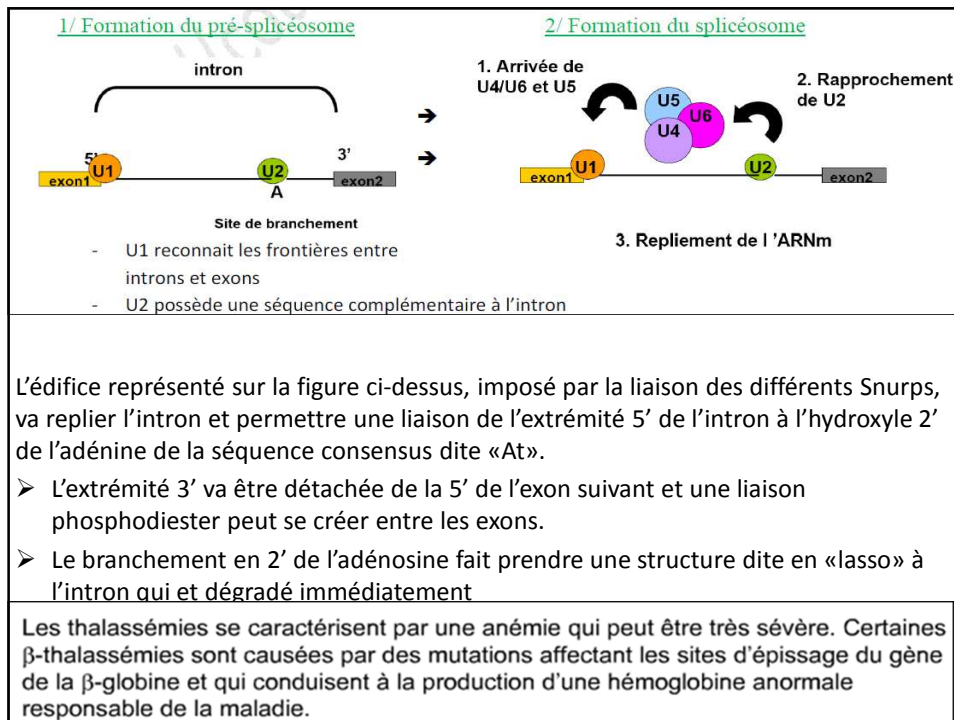 1/ Formation du pré-spliceosome
2/ Formation du spliceosome
intron
5’
U1
exon1
U2
A
3’
exon2
Site de branchement
- U1 reconnait les frontières entre
introns et exons
- U2 possède une séquence complémentaire à l’intron
➔
➔
1. Arrivée de
U4/U6 et U5
U5
U6
U4
2. Rapprochement
de U2
U1
exon1
U2
exon2
3. Repliement de l ’ARNm
L’édifice représenté sur la figure ci-dessus, imposé par la liaison des différents Snurps,
va replier l’intron et permettre une liaison de l’extrémité 5’ de l’intron à l’hydroxyle 2’
de l’adénine de la séquence consensus dite «At».
➢ L’extrémité 3’ va être détachée de la 5’ de l’exon suivant et une liaison
phosphodiester peut se créer entre les exons.
➢ Le branchement en 2’ de l’adénosine fait prendre une structure dite en «lasso» à
l’intron qui et dégradé immédiatement
Les thalassémies se caractérisent par une anémie qui peut être très sévère. Certaines
β-thalassémies sont causées par des mutations affectant les sites d’épissage du gène
de la β-globine et qui conduisent à la production d’une hémoglobine anormale
responsable de la maladie.